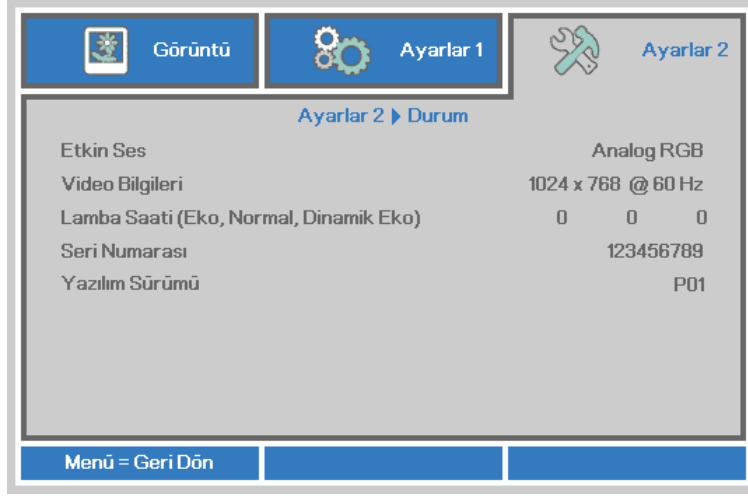 Görüntü
Ayarlar 1
Ayarlar 2
Ayarlar 2 ▶ Durum
Etkin Ses Analog RGB
Video Bilgileri 1024 x 768 @ 60 Hz
Lamba Saati (Eko, Normal, Dinamik Eko) 0 0 0
Seri Numarası 123456789
Yazılım Sürümü P01
Menü = Geri Dön